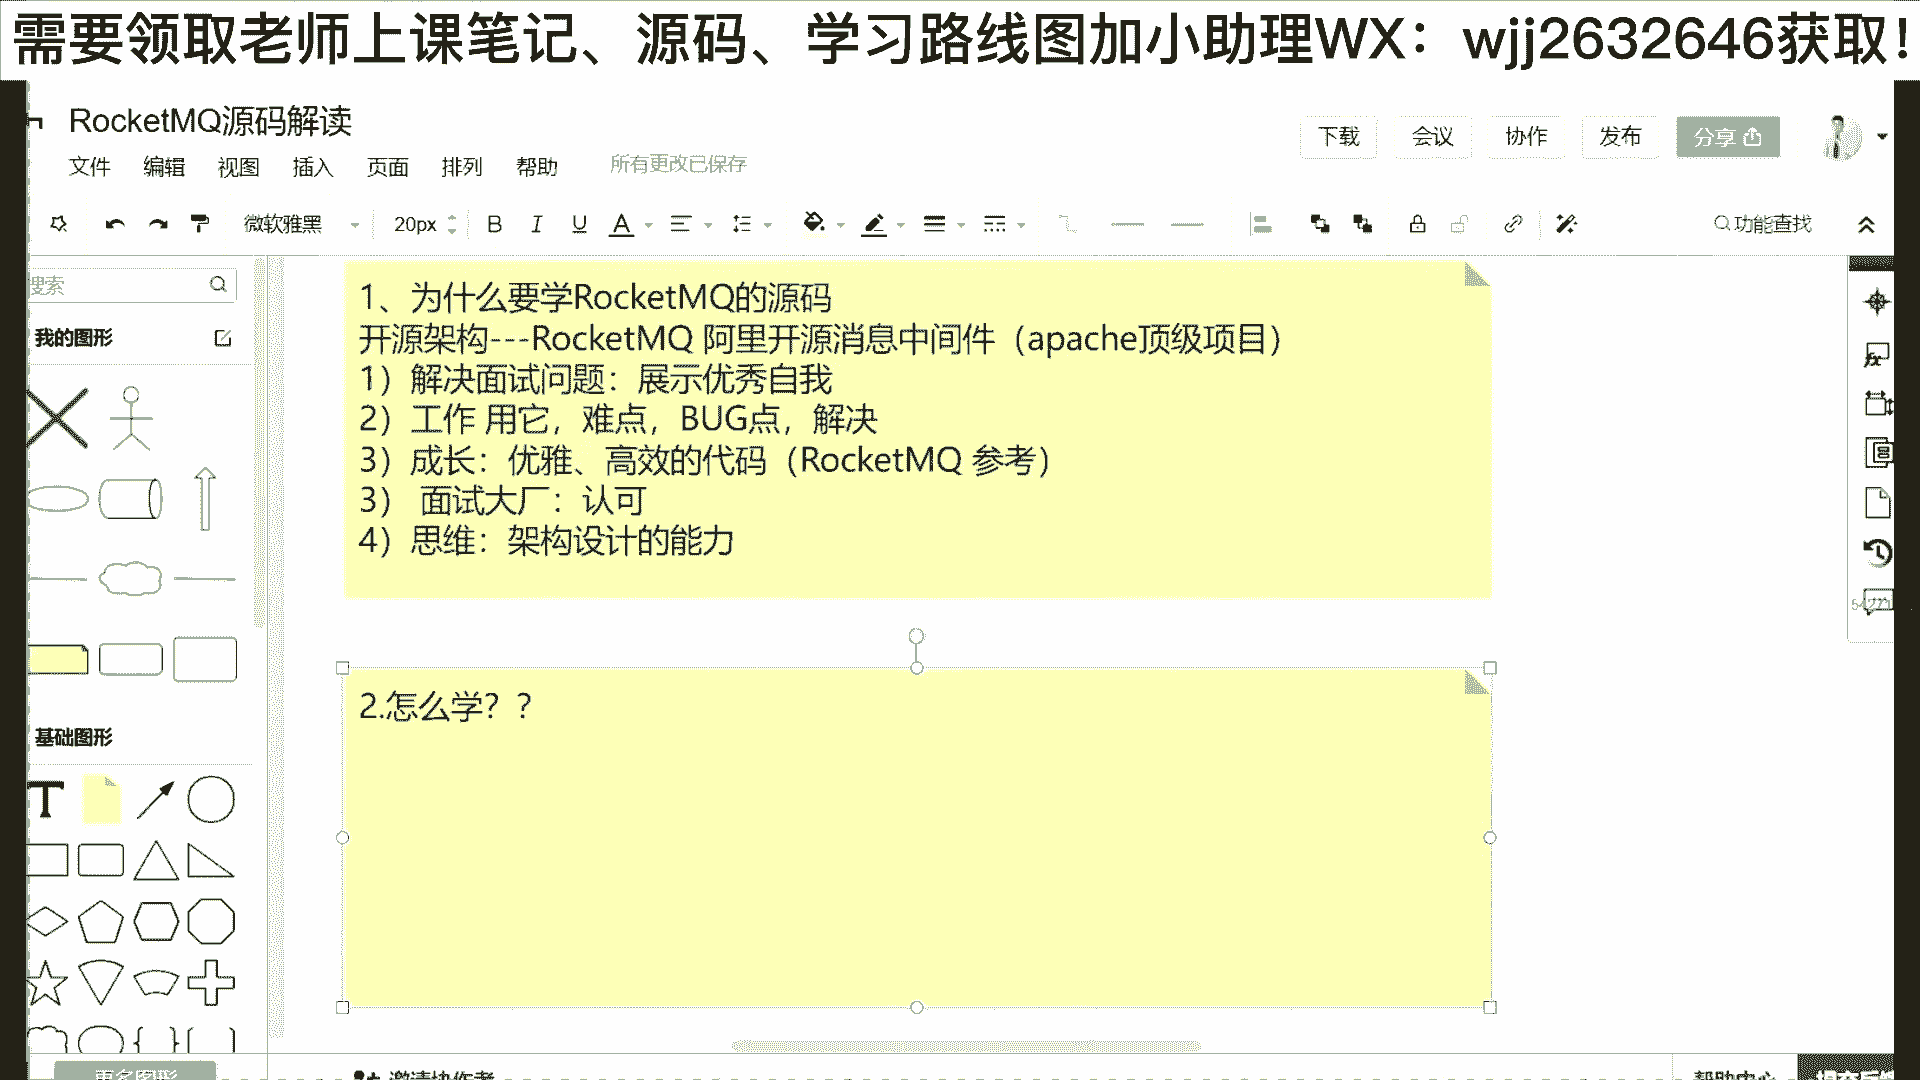 需要领取老师上课笔记、源码、学习路线图加小助理WX：wjj2632646获取！
RocketMQ源码解读
下载
会议
协作
发布
分享
文件
编辑
视图
插入
页面
排列
帮助
所有更改已保存
微软雅黑
20px
B
I
U
A
功能查找
搜索
我的图形
基础图形
T
1、为什么要学RocketMQ的源码
开源架构---RocketMQ 阿里开源消息中间件（apache顶级项目）
1）解决面试问题：展示优秀自我
2）工作 用它，难点，BUG点，解决
3）成长：优雅、高效的代码（RocketMQ 参考）
3） 面试大厂：认可
4）思维：架构设计的能力
2.怎么学？？
更多图形
邀请协作者
帮助中心